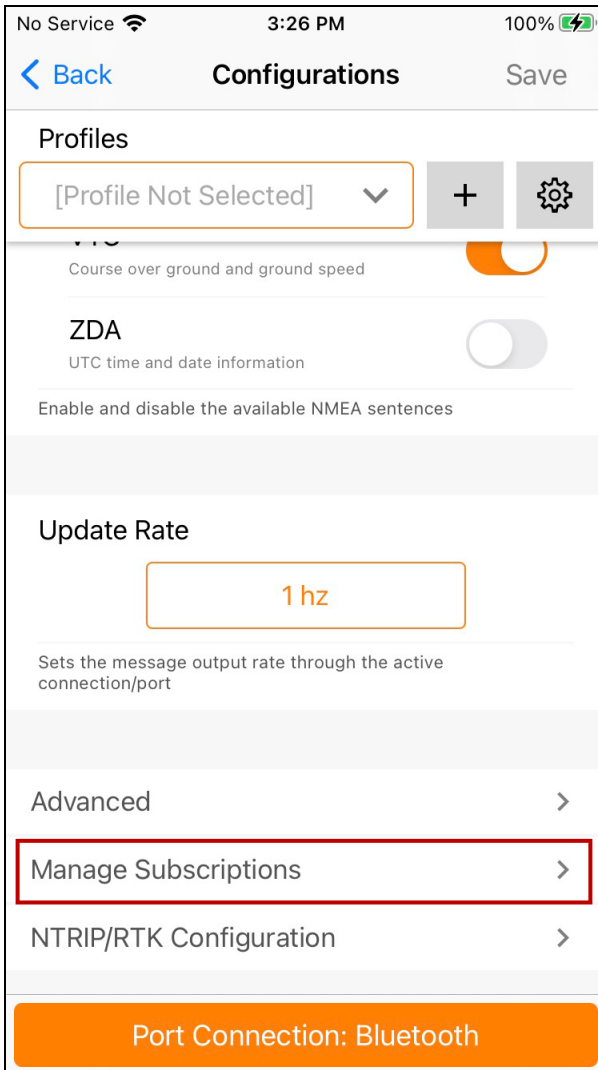 No Service 3:26 PM 100%
Back Configurations Save
Profiles
[Profile Not Selected] +
Course over ground and ground speed
ZDA
UTC time and date information
Enable and disable the available NMEA sentences
Update Rate
1 hz
Sets the message output rate through the active
connection/port
Advanced
Manage Subscriptions
NTRIP/RTK Configuration
Port Connection: Bluetooth